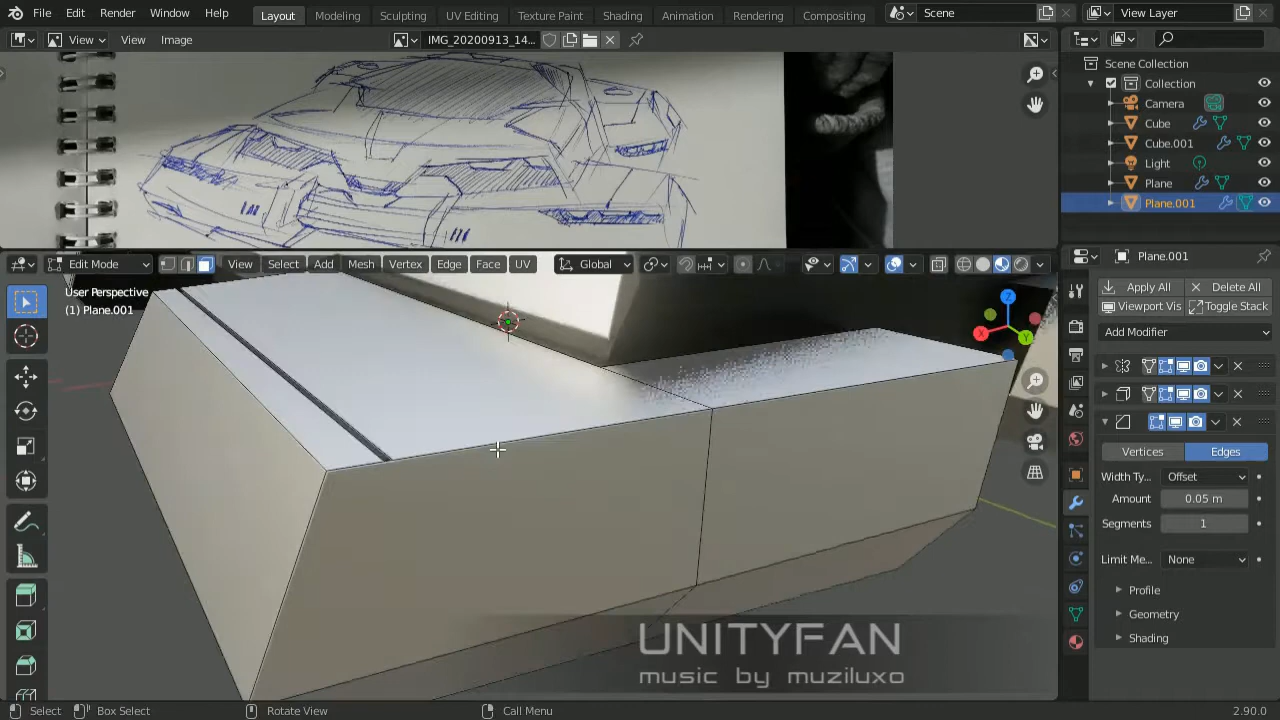 File Edit Render Window Help
Layout Modeling Sculpting UV Editing Texture Paint Shading Animation Rendering Compositing
Scene
View Layer
View View Image
IMG_20200913_14...
Scene Collection
Collection
Camera
Cube
Cube.001
Light
Plane
Plane.001
Edit Mode View Select Add Mesh Vertex Edge Face UV Global
User Perspective
(1) Plane.001
Z
X
Y
Plane.001
Apply All Delete All
Viewport Vis Toggle Stack
Add Modifier
Vertices Edges
Width Ty... Offset
Amount 0.05 m
Segments 1
Limit Me... None
Profile
Geometry
Shading
UNITYFAN
music by muziluxo
Select Box Select Rotate View Call Menu 2.90.0